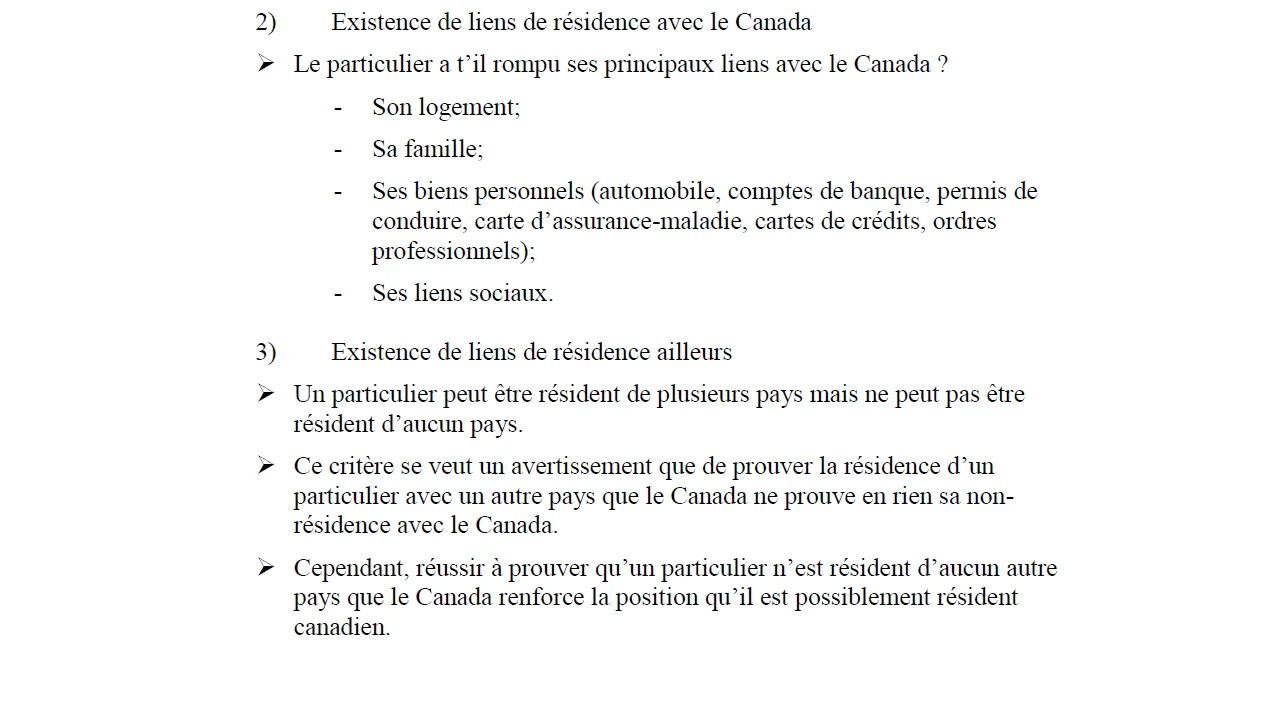 2) Existence de liens de résidence avec le Canada
➢ Le particulier a t’il rompu ses principaux liens avec le Canada ?
- Son logement;
- Sa famille;
- Ses biens personnels (automobile, comptes de banque, permis de
conduire, carte d’assurance-maladie, cartes de crédits, ordres
professionnels);
- Ses liens sociaux.
3) Existence de liens de résidence ailleurs
➢ Un particulier peut être résident de plusieurs pays mais ne peut pas être
résident d’aucun pays.
➢ Ce critère se veut un avertissement que de prouver la résidence d’un
particulier avec un autre pays que le Canada ne prouve en rien sa non-
résidence avec le Canada.
➢ Cependant, réussir à prouver qu’un particulier n’est résident d’aucun autre
pays que le Canada renforce la position qu’il est possiblement résident
canadien.